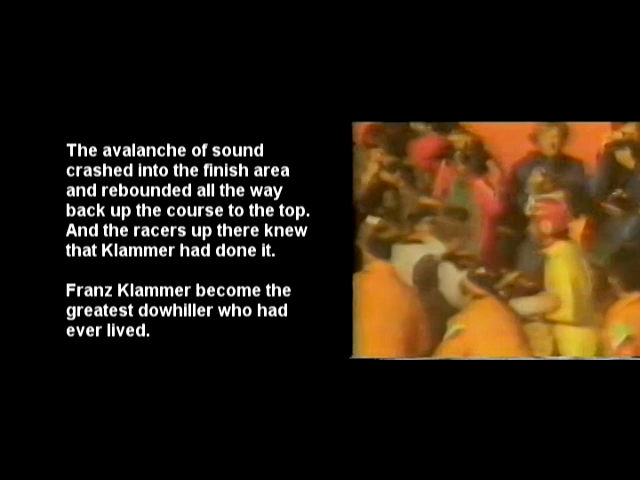 The avalanche of sound
crashed into the finish area
and rebounded all the way
back up the course to the top.
And the racers up there knew
that Klammer had done it.
Franz Klammer become the
greatest dowhiller who had
ever lived.